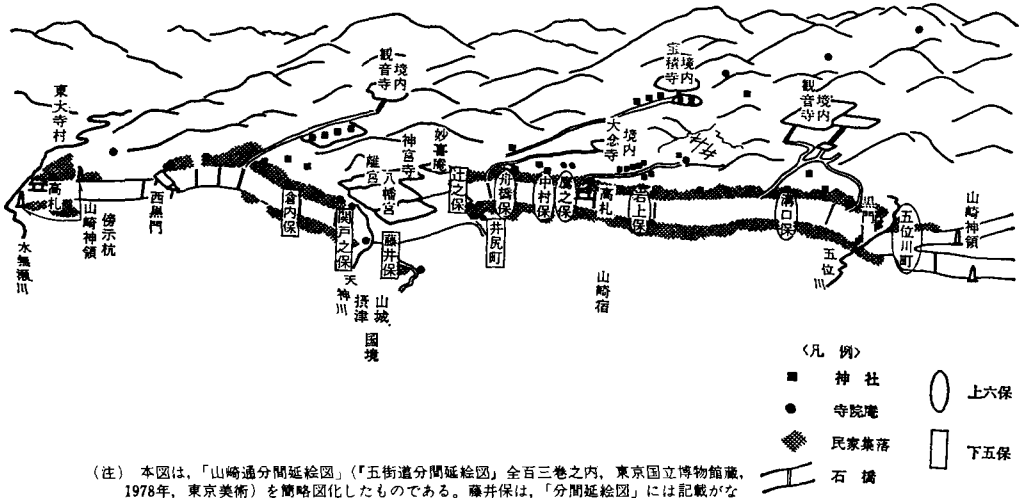 東大寺村
高札
山崎神領
傍示杭
水無瀬川
西黒門
観音寺
境内
倉内保
関戸之保
離宮
八幡宮
神宮寺
妙喜庵
藤井保
天神川
摂津
山城
国境
辻之保
井尻町
舟橋保
中村保
宝積寺
境内
大念寺
境内
高札
岩上保
山崎宿
観音寺
境内
溝口保
黒門
五位川
五位川町
山崎神領
〈凡 例〉
神社
寺院庵
民家集落
石橋
上六保
下五保
(注) 本図は,「山崎通分間延絵図」(『五街道分間延絵図』全百三巻之内, 東京国立博物館蔵,
1978年, 東京美術) を簡略図化したものである。藤井保は,「分間延絵図」には記載がな